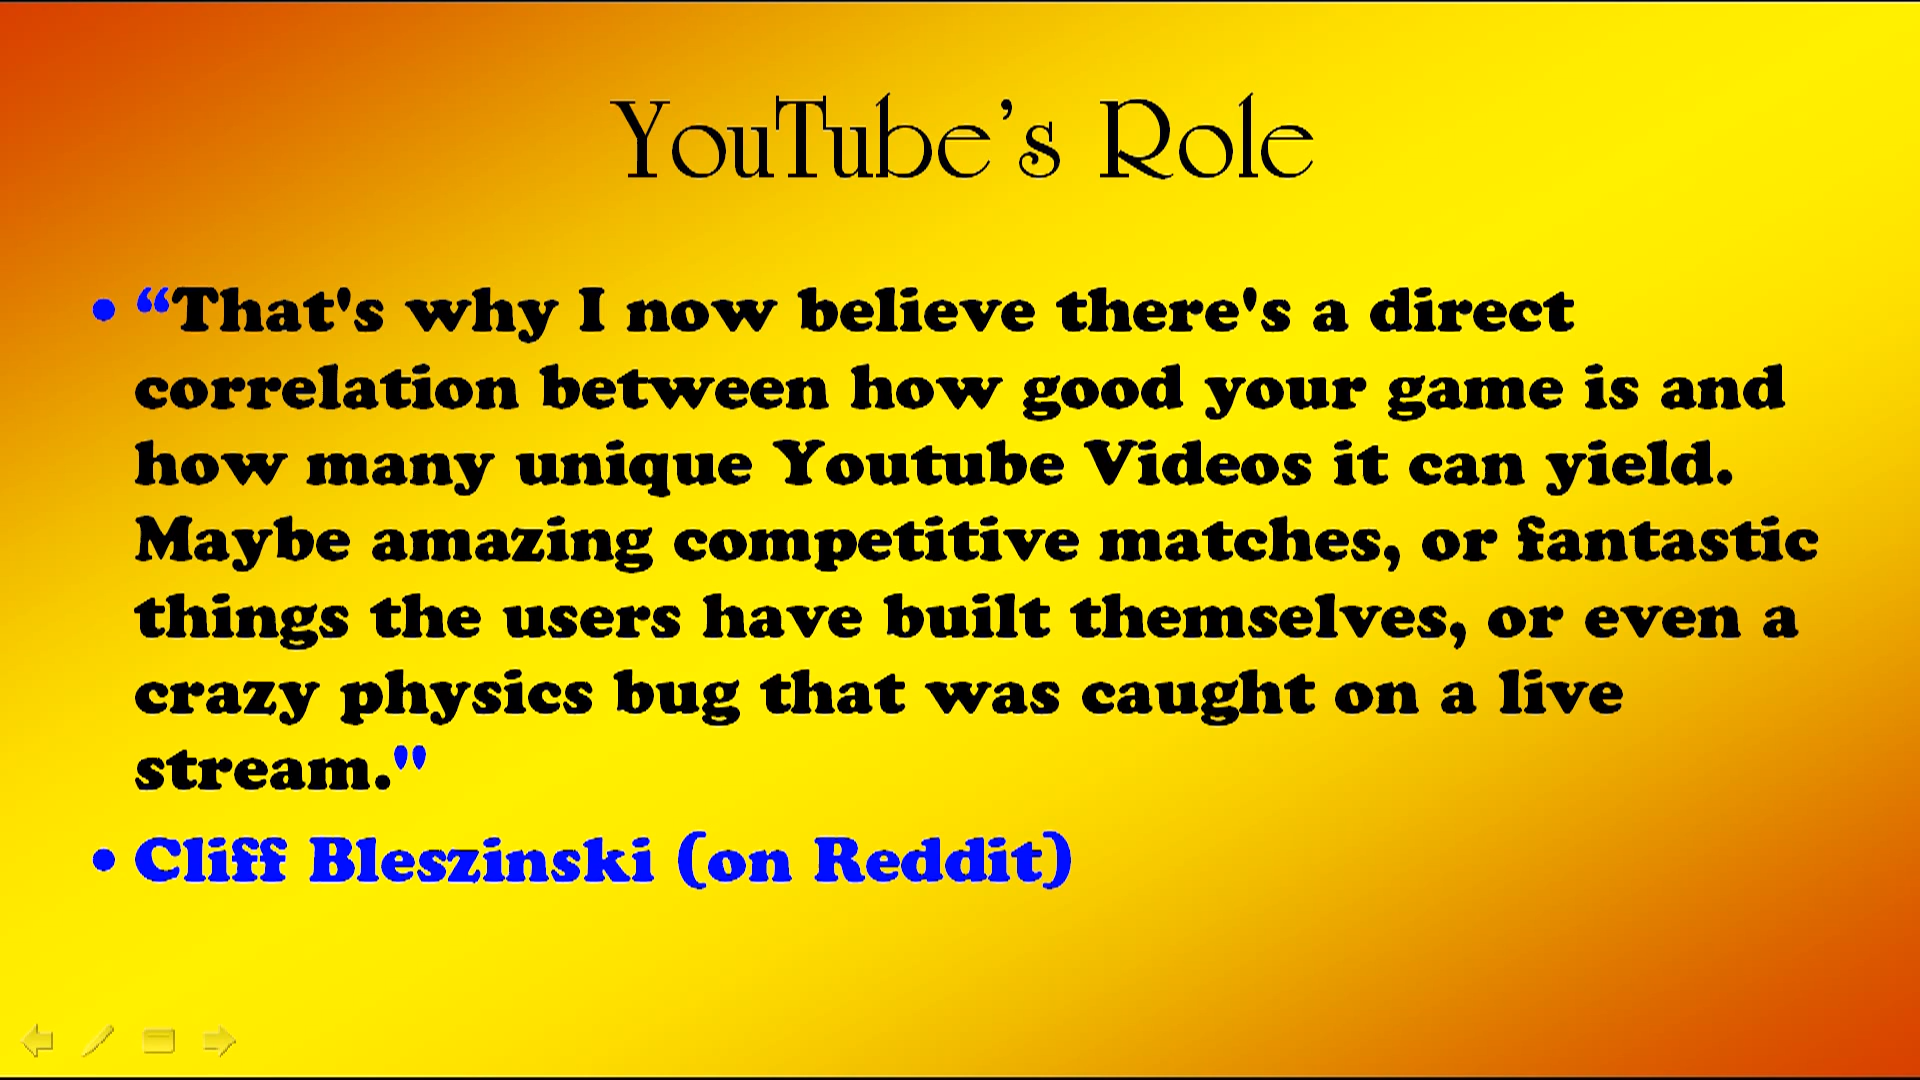 YouTube’s Role
• “That's why I now believe there's a direct
correlation between how good your game is and
how many unique Youtube Videos it can yield.
Maybe amazing competitive matches, or fantastic
things the users have built themselves, or even a
crazy physics bug that was caught on a live
stream."
• Cliff Bleszinski (on Reddit)